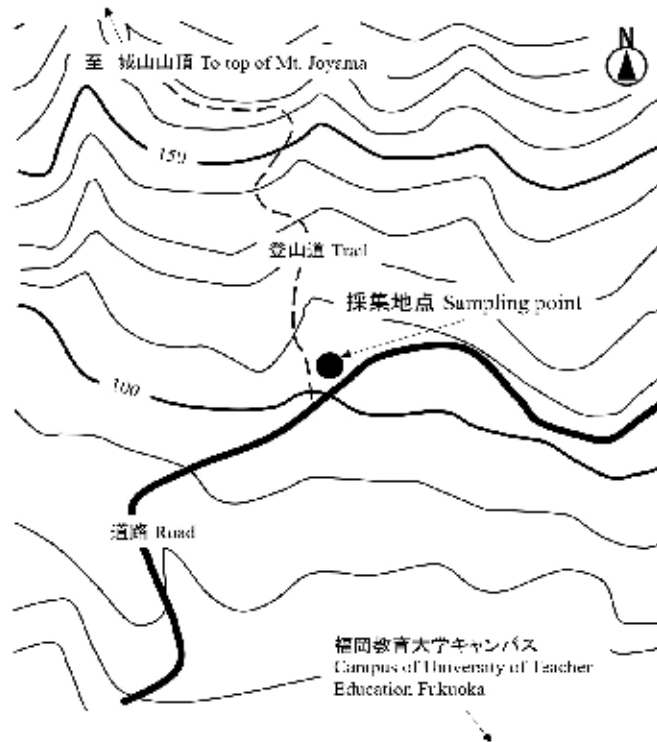 N
至 城山山頂 To top of Mt. Joyama
150
登山道 Trail
採集地点 Sampling point
100
道路 Road
福岡教育大学キャンパス
Campus of University of Teacher
Education Fukuoka